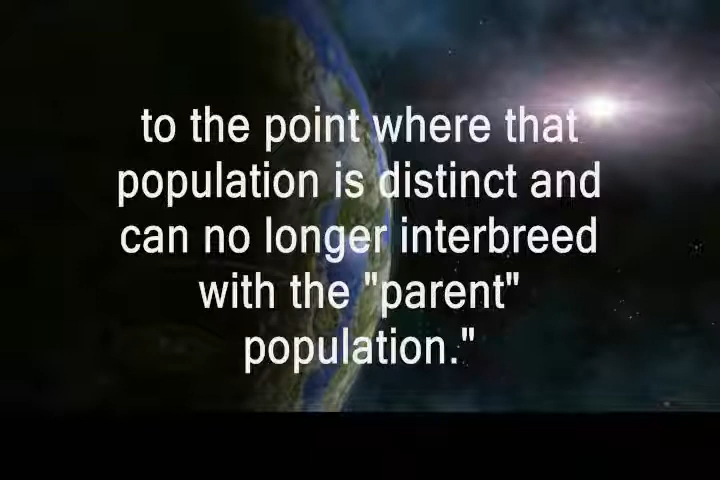 to the point where that
population is distinct and
can no longer interbreed
with the "parent"
population."